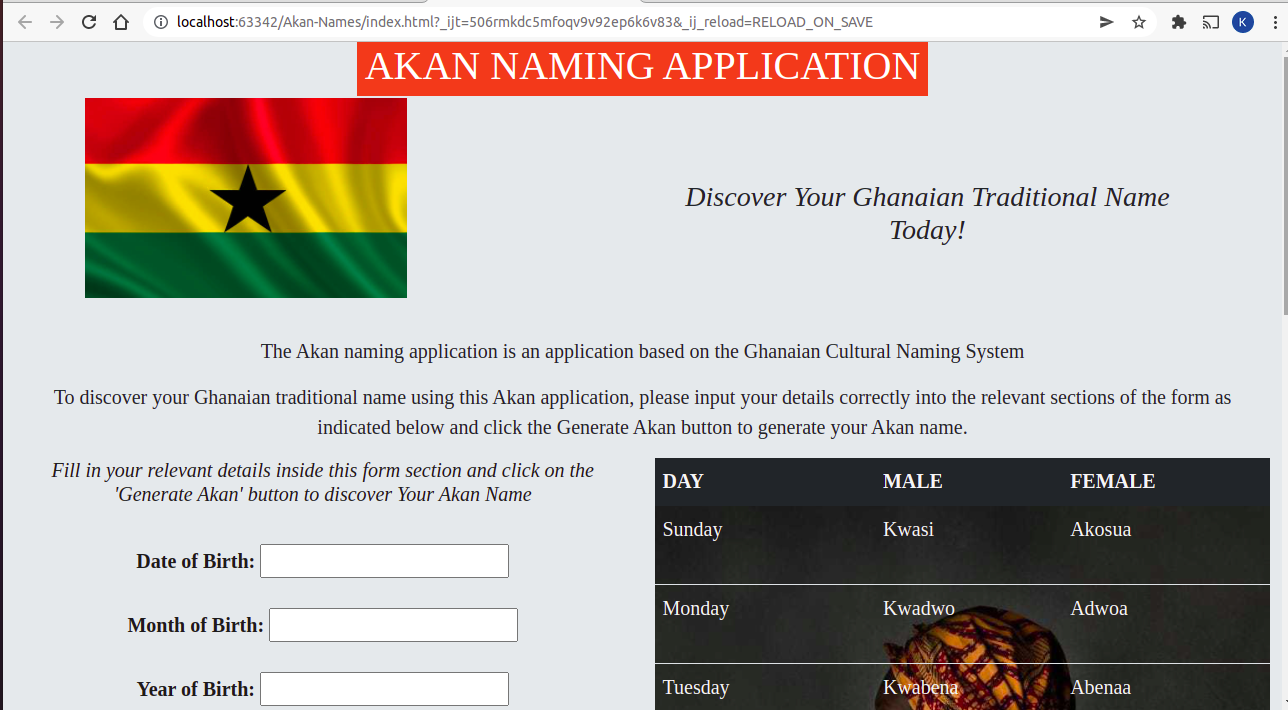 localhost:63342/Akan-Names/index.html?_ijt=506rmkdc5mfoqv9v92ep6k6v83&_ij_reload=RELOAD_ON_SAVE
K
AKAN NAMING APPLICATION
Discover Your Ghanaian Traditional Name
Today!
The Akan naming application is an application based on the Ghanaian Cultural Naming System
To discover your Ghanaian traditional name using this Akan application, please input your details correctly into the relevant sections of the form as
indicated below and click the Generate Akan button to generate your Akan name.
Fill in your relevant details inside this form section and click on the
'Generate Akan' button to discover Your Akan Name
Date of Birth:
Month of Birth:
Year of Birth:
DAY MALE FEMALE
Sunday Kwasi Akosua
Monday Kwadwo Adwoa
Tuesday Kwabena Abenaa